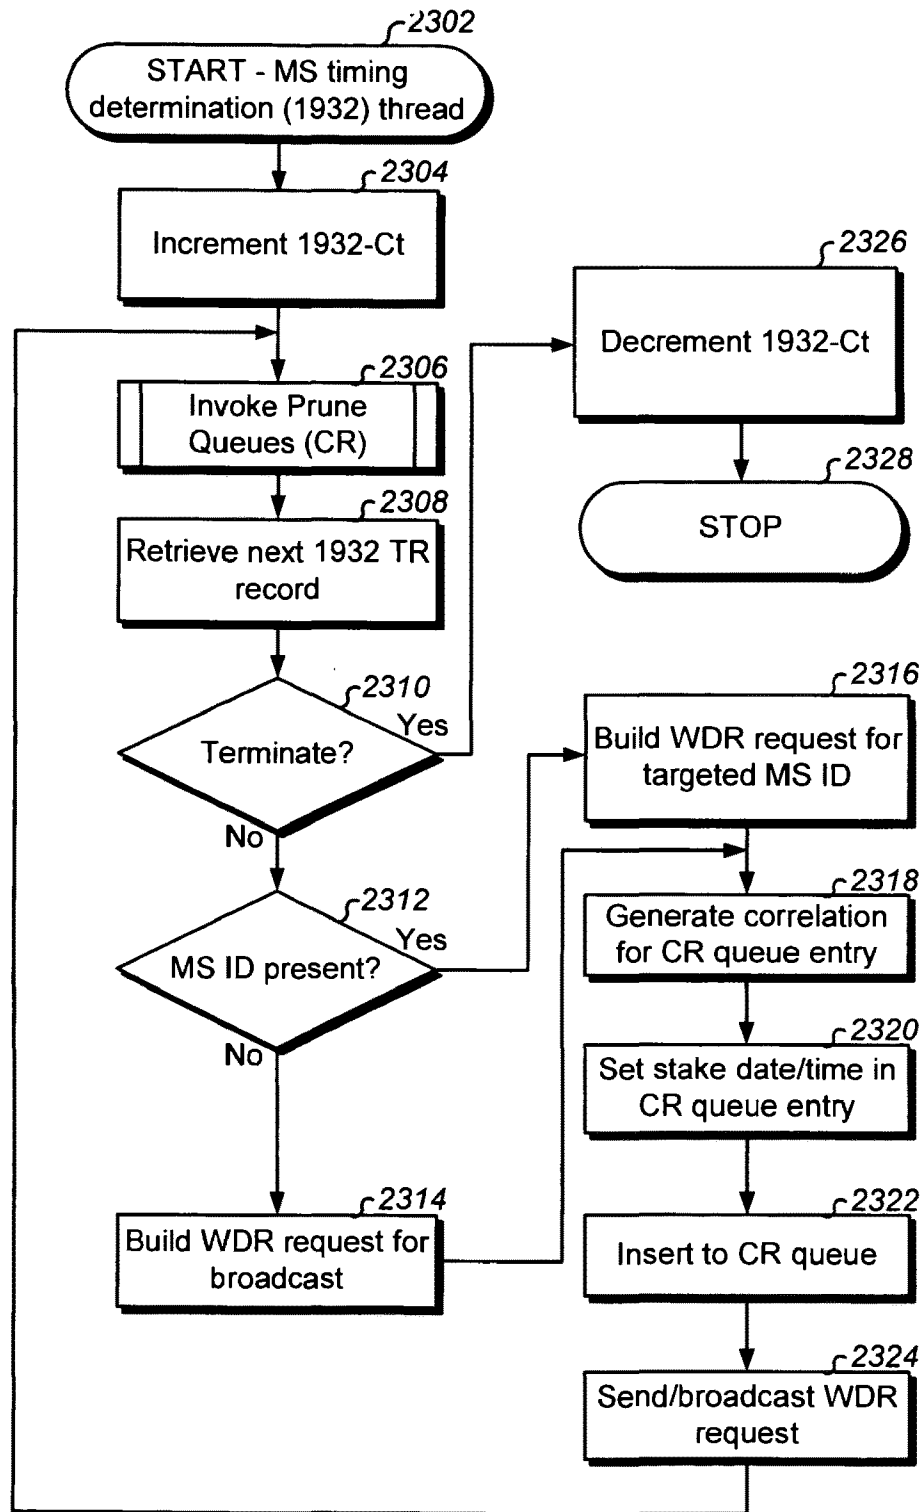 2302
START - MS timing
determination (1932) thread
2304
Increment 1932-Ct
2306
Invoke Prune
Queues (CR)
2308
Retrieve next 1932 TR
record
2310
Yes
Terminate?
No
2312
Yes
MS ID present?
No
2314
Build WDR request for
broadcast
2326
Decrement 1932-Ct
2328
STOP
2316
Build WDR request for
targeted MS ID
2318
Generate correlation
for CR queue entry
2320
Set stake date/time in
CR queue entry
2322
Insert to CR queue
2324
Send/broadcast WDR
request